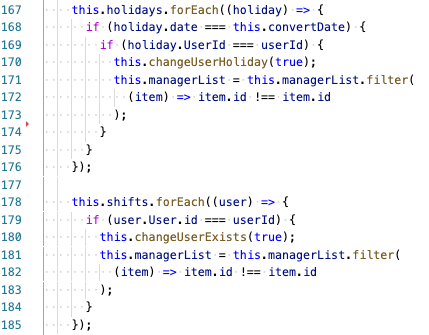 167 this.holidays.forEach((holiday) => {
168 if (holiday.date === this.convertDate) {
169 if (holiday.UserId === userId) {
170 this.changeUserHoliday(true);
171 this.managerList = this.managerList.filter(
172 (item) => item.id !== item.id
173 );
174 }
175 }
176 });
177
178 this.shifts.forEach((user) => {
179 if (user.User.id === userId) {
180 this.changeUserExists(true);
181 this.managerList = this.managerList.filter(
182 (item) => item.id !== item.id
183 );
184 }
185 });